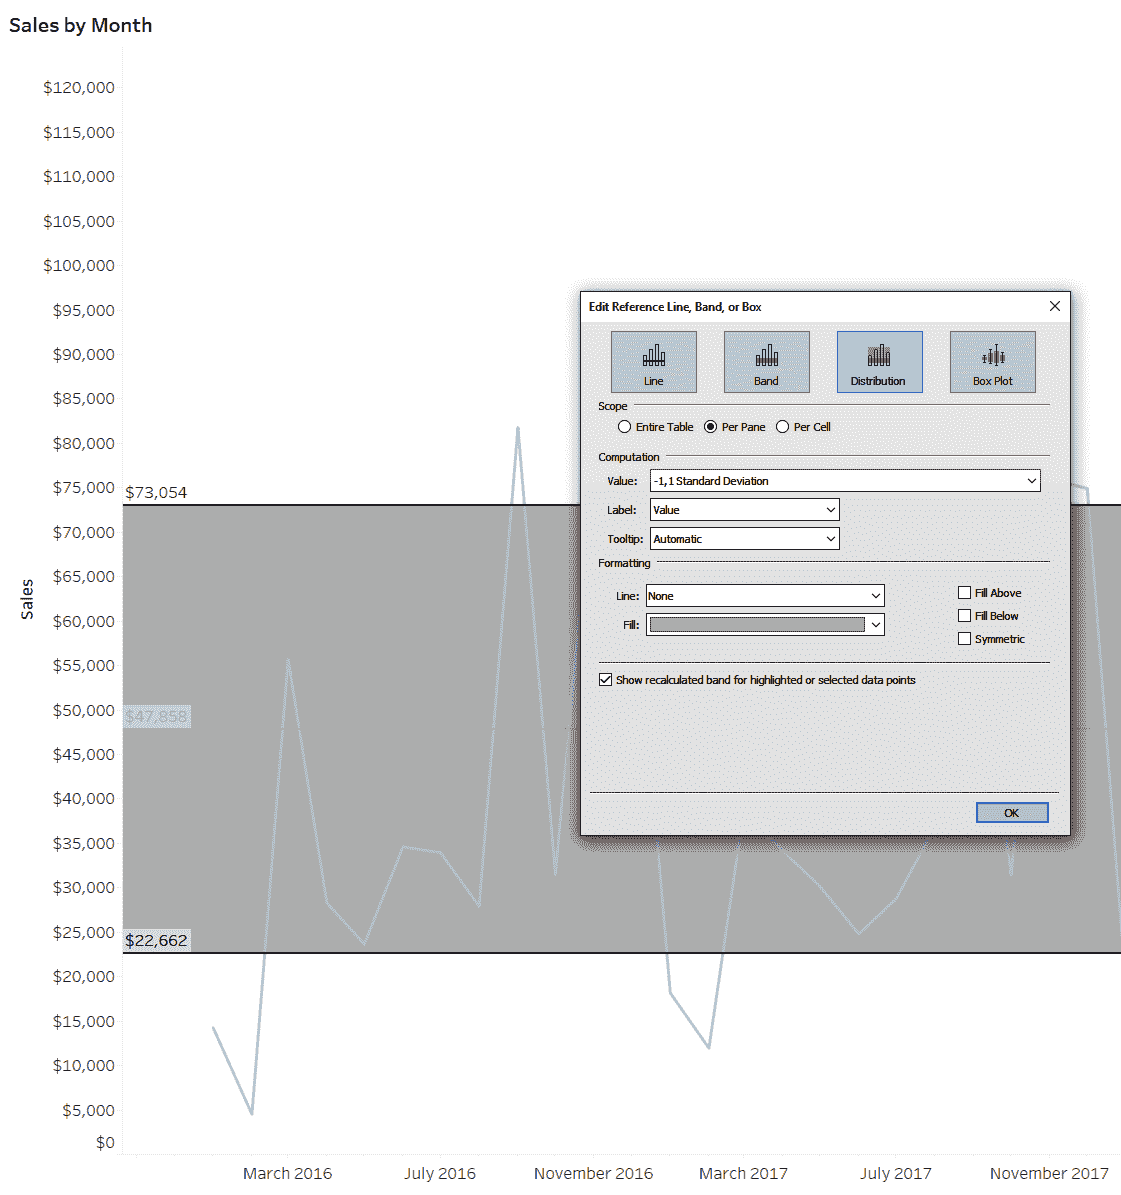 Sales by Month
$120,000
$115,000
$110,000
$105,000
$100,000
$95,000
$90,000
$85,000
$80,000
$75,000
$70,000
$65,000
$60,000
$55,000
$50,000
$45,000
$40,000
$35,000
$30,000
$25,000
$20,000
$15,000
$10,000
$5,000
$0
Sales
$73,054
$47,858
$22,662
March 2016 July 2016 November 2016 March 2017 July 2017 November 2017
Edit Reference Line, Band, or Box
Line Band Distribution Box Plot
Scope
Entire Table Per Pane Per Cell
Computation
Value: -1,1 Standard Deviation
Label: Value
Tooltip: Automatic
Formatting
Line: None
Fill:
Fill Above
Fill Below
Symmetric
Show recalculated band for highlighted or selected data points
OK